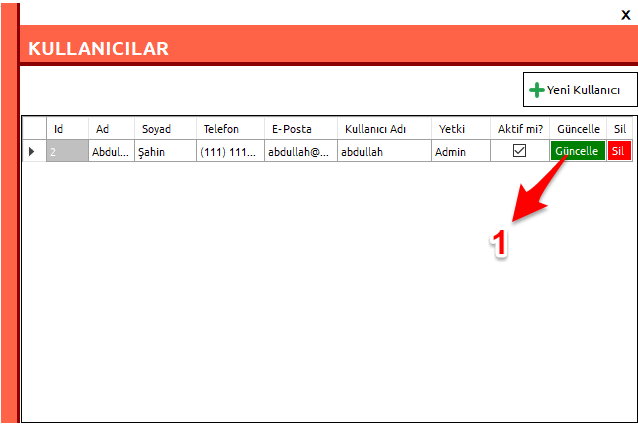 X
KULLANICILAR
Yeni Kullanıcı
Id Ad Soyad Telefon E-Posta Kullanıcı Adı Yetki Aktif mi? Güncelle Sil
2 Abdul... Şahin (111) 111... abdullah@... abdullah Admin Güncelle Sil
1